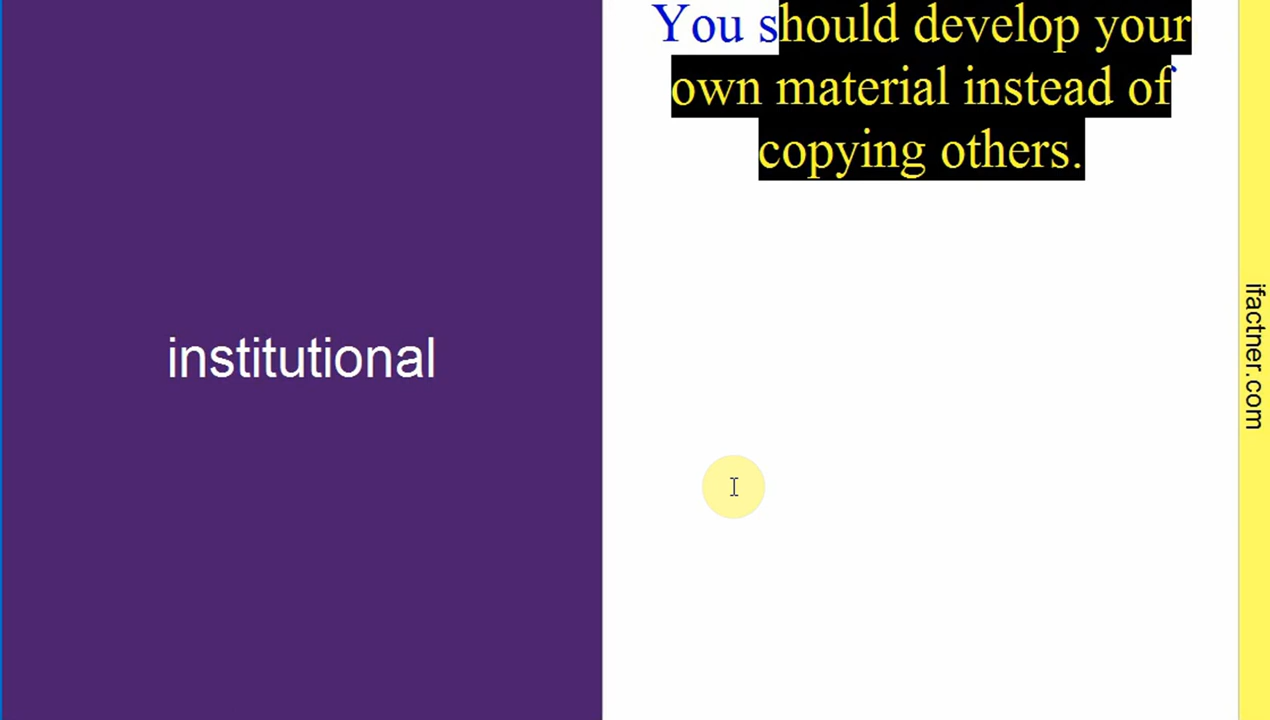 institutional
You should develop your
own material instead of
copying others.
ifactner.com